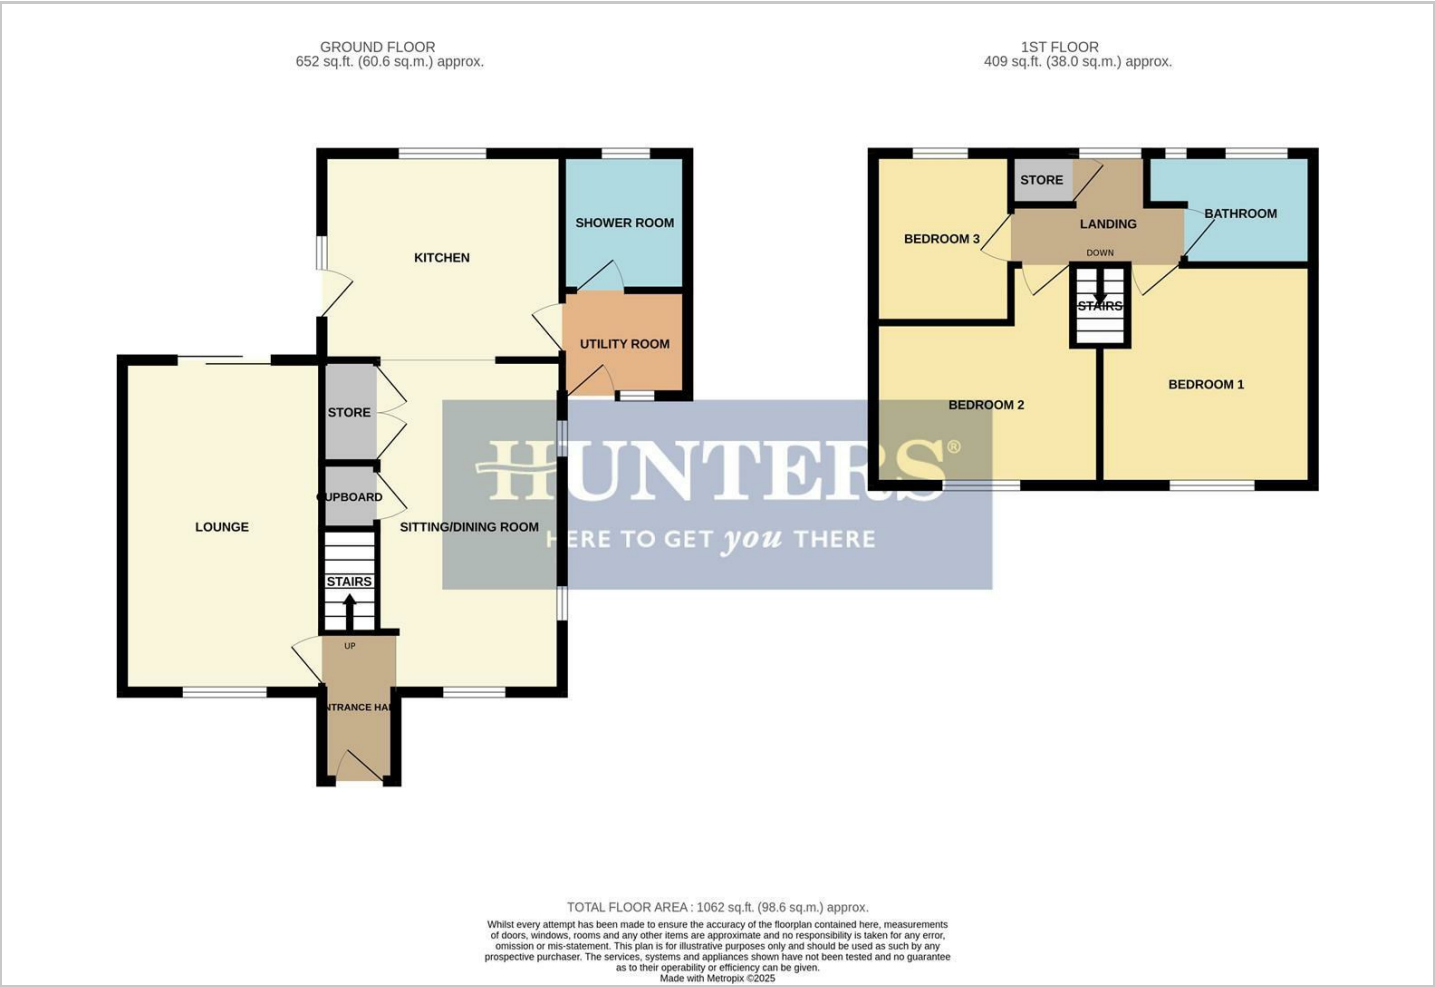 GROUND FLOOR
652 sq.ft. (60.6 sq.m.) approx.
1ST FLOOR
409 sq.ft. (38.0 sq.m.) approx.
KITCHEN
SHOWER ROOM
UTILITY ROOM
STORE
CUPBOARD
LOUNGE
SITTING/DINING ROOM
STAIRS
UP
NTRANCE HAL
STORE
BEDROOM 3
LANDING
BATHROOM
DOWN
STAIRS
BEDROOM 1
BEDROOM 2
HUNTERS®
HERE TO GET you THERE
TOTAL FLOOR AREA : 1062 sq.ft. (98.6 sq.m.) approx.
Whilst every attempt has been made to ensure the accuracy of the floorplan contained here, measurements
of doors, windows, rooms and any other items are approximate and no responsibility is taken for any error,
omission or mis-statement. This plan is for illustrative purposes only and should be used as such by any
prospective purchaser. The services, systems and appliances shown have not been tested and no guarantee
as to their operability or efficiency can be given.
Made with Metropix ©2025